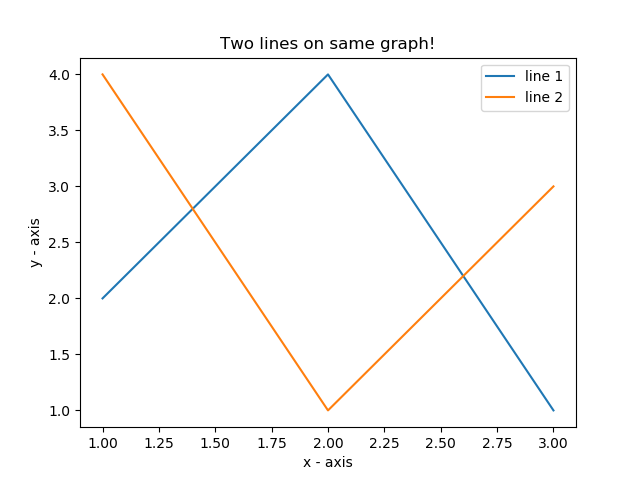 Two lines on same graph!
line 1
line 2
y - axis
4.0
3.5
3.0
2.5
2.0
1.5
1.0
1.00 1.25 1.50 1.75 2.00 2.25 2.50 2.75 3.00
x - axis